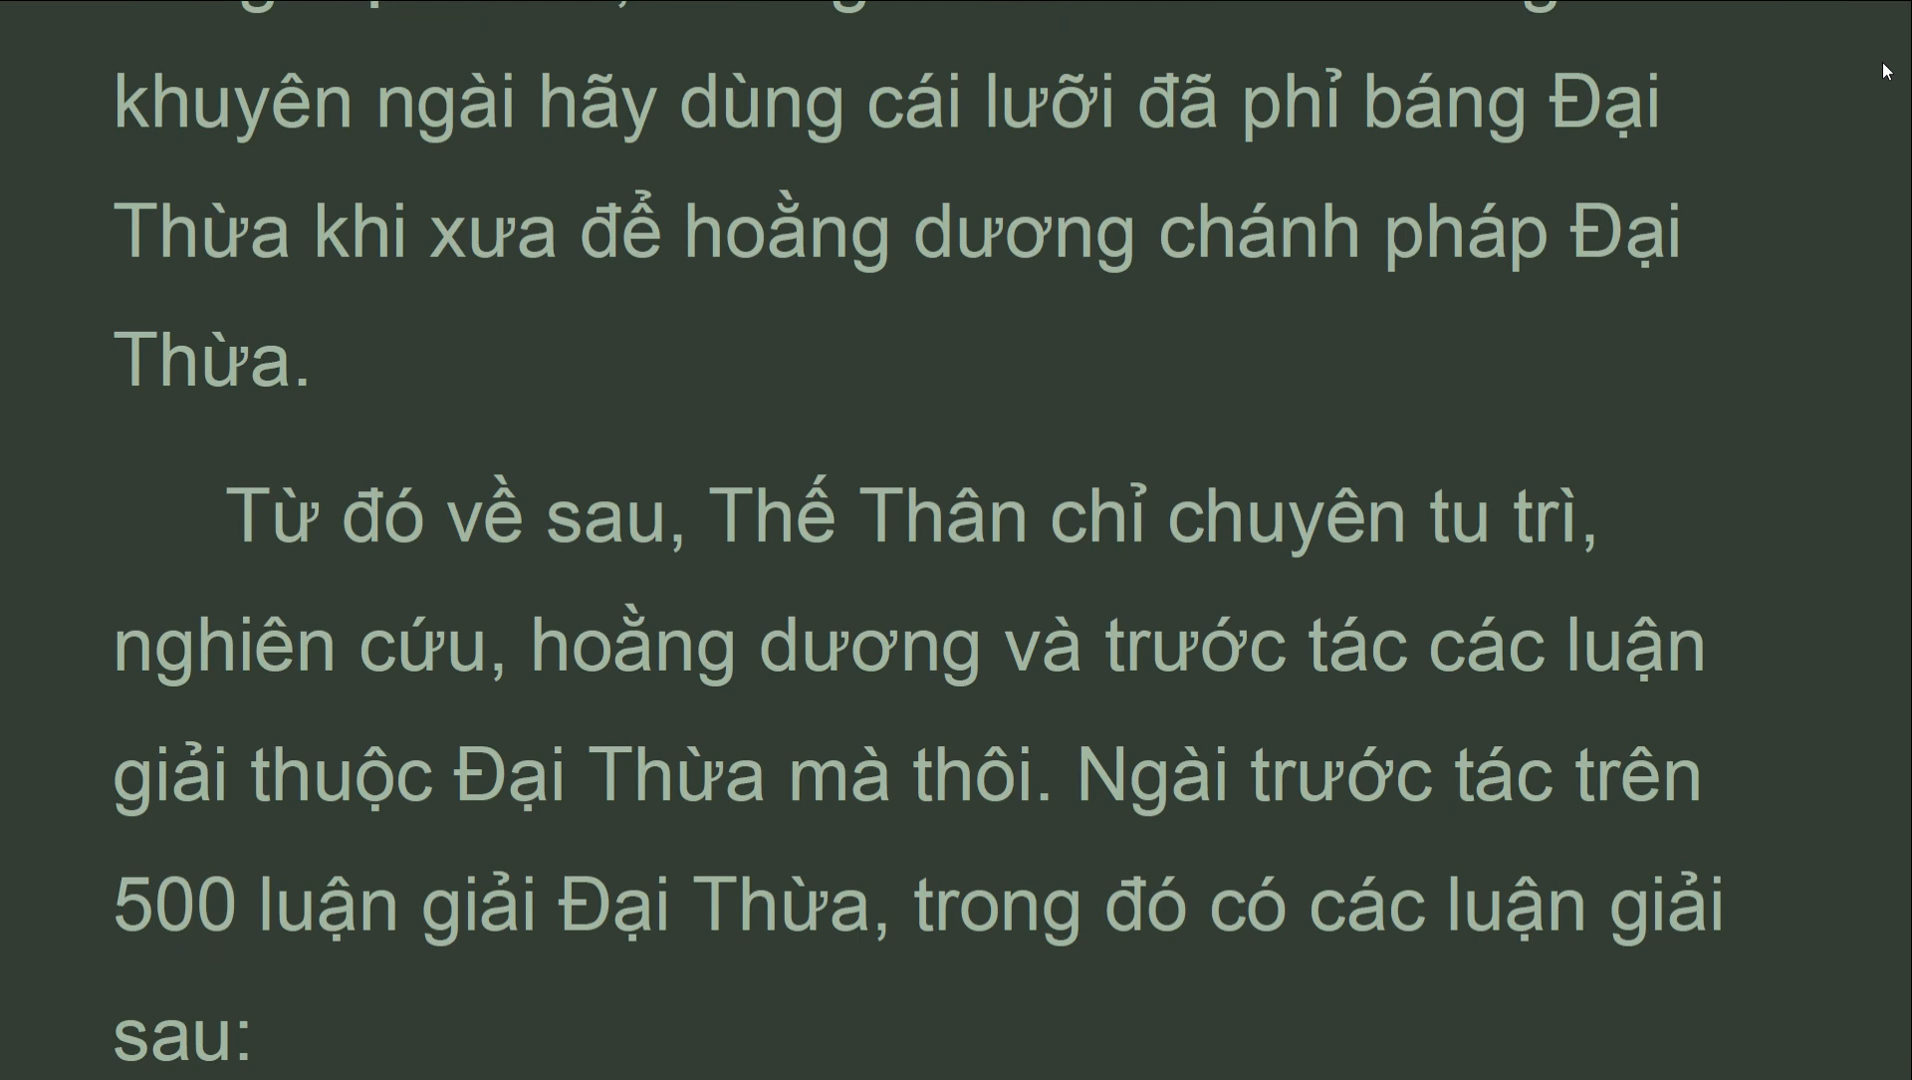 khuyên ngài hãy dùng cái lưỡi đã phỉ báng Đại
Thừa khi xưa để hoằng dương chánh pháp Đại
Thừa.
Từ đó về sau, Thế Thân chỉ chuyên tu trì,
nghiên cứu, hoằng dương và trước tác các luận
giải thuộc Đại Thừa mà thôi. Ngài trước tác trên
500 luận giải Đại Thừa, trong đó có các luận giải
sau: